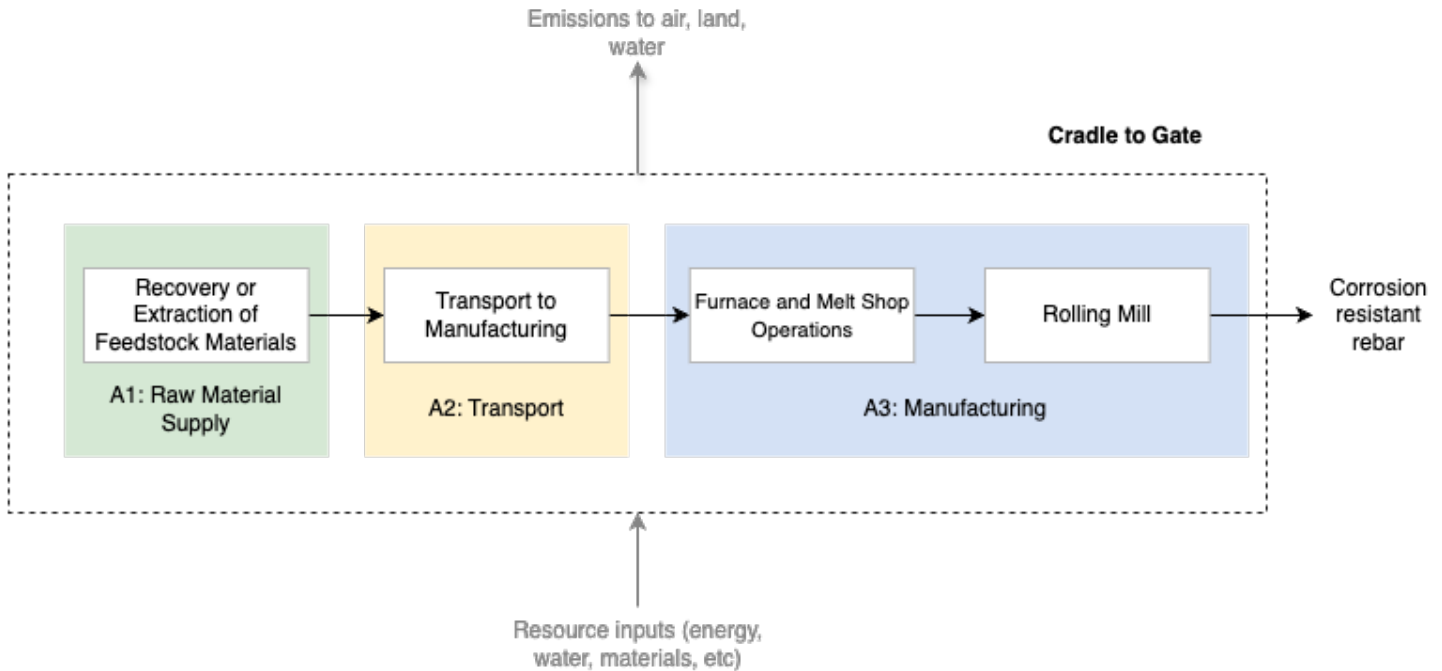 Emissions to air, land,
water
Cradle to Gate
Recovery or
Extraction of
Feedstock Materials
A1: Raw Material
Supply
Transport to
Manufacturing
A2: Transport
Furnace and Melt Shop
Operations
Rolling Mill
A3: Manufacturing
Corrosion
resistant
rebar
Resource inputs (energy,
water, materials, etc)